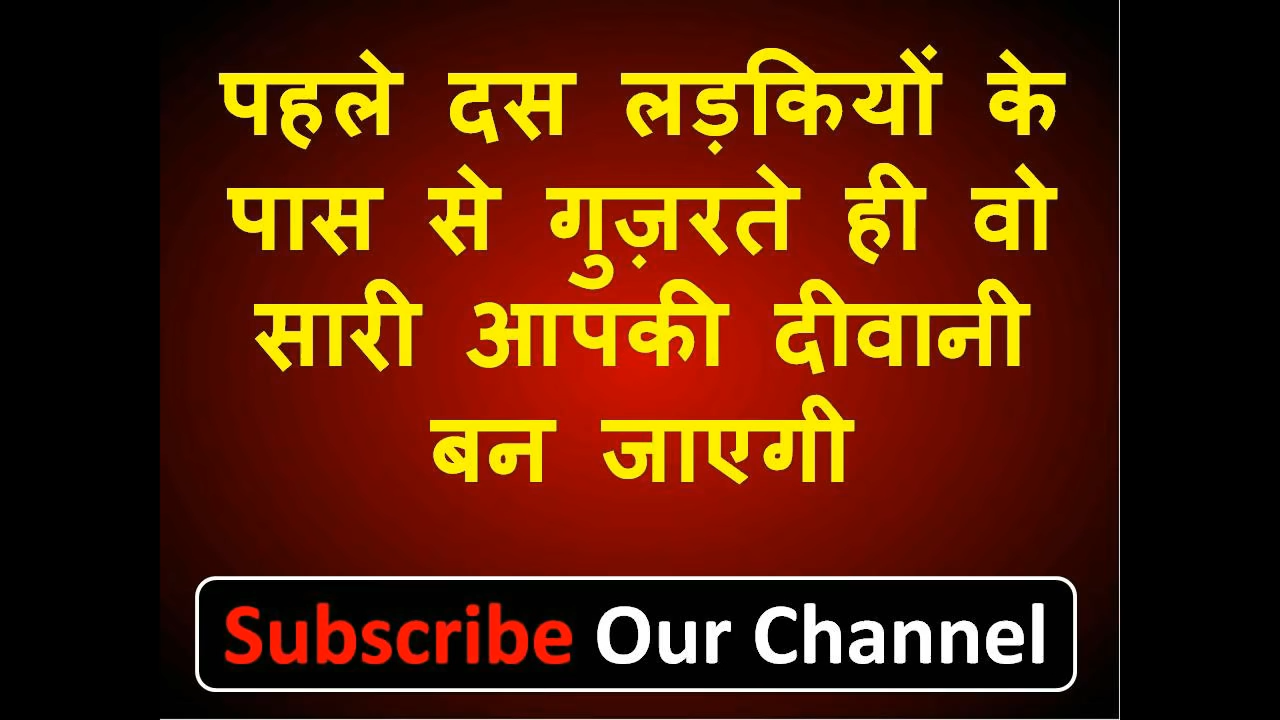 पहले दस लड़कियों के
पास से गुज़रते ही वो
सारी आपकी दीवानी
बन जाएगी
Subscribe Our Channel